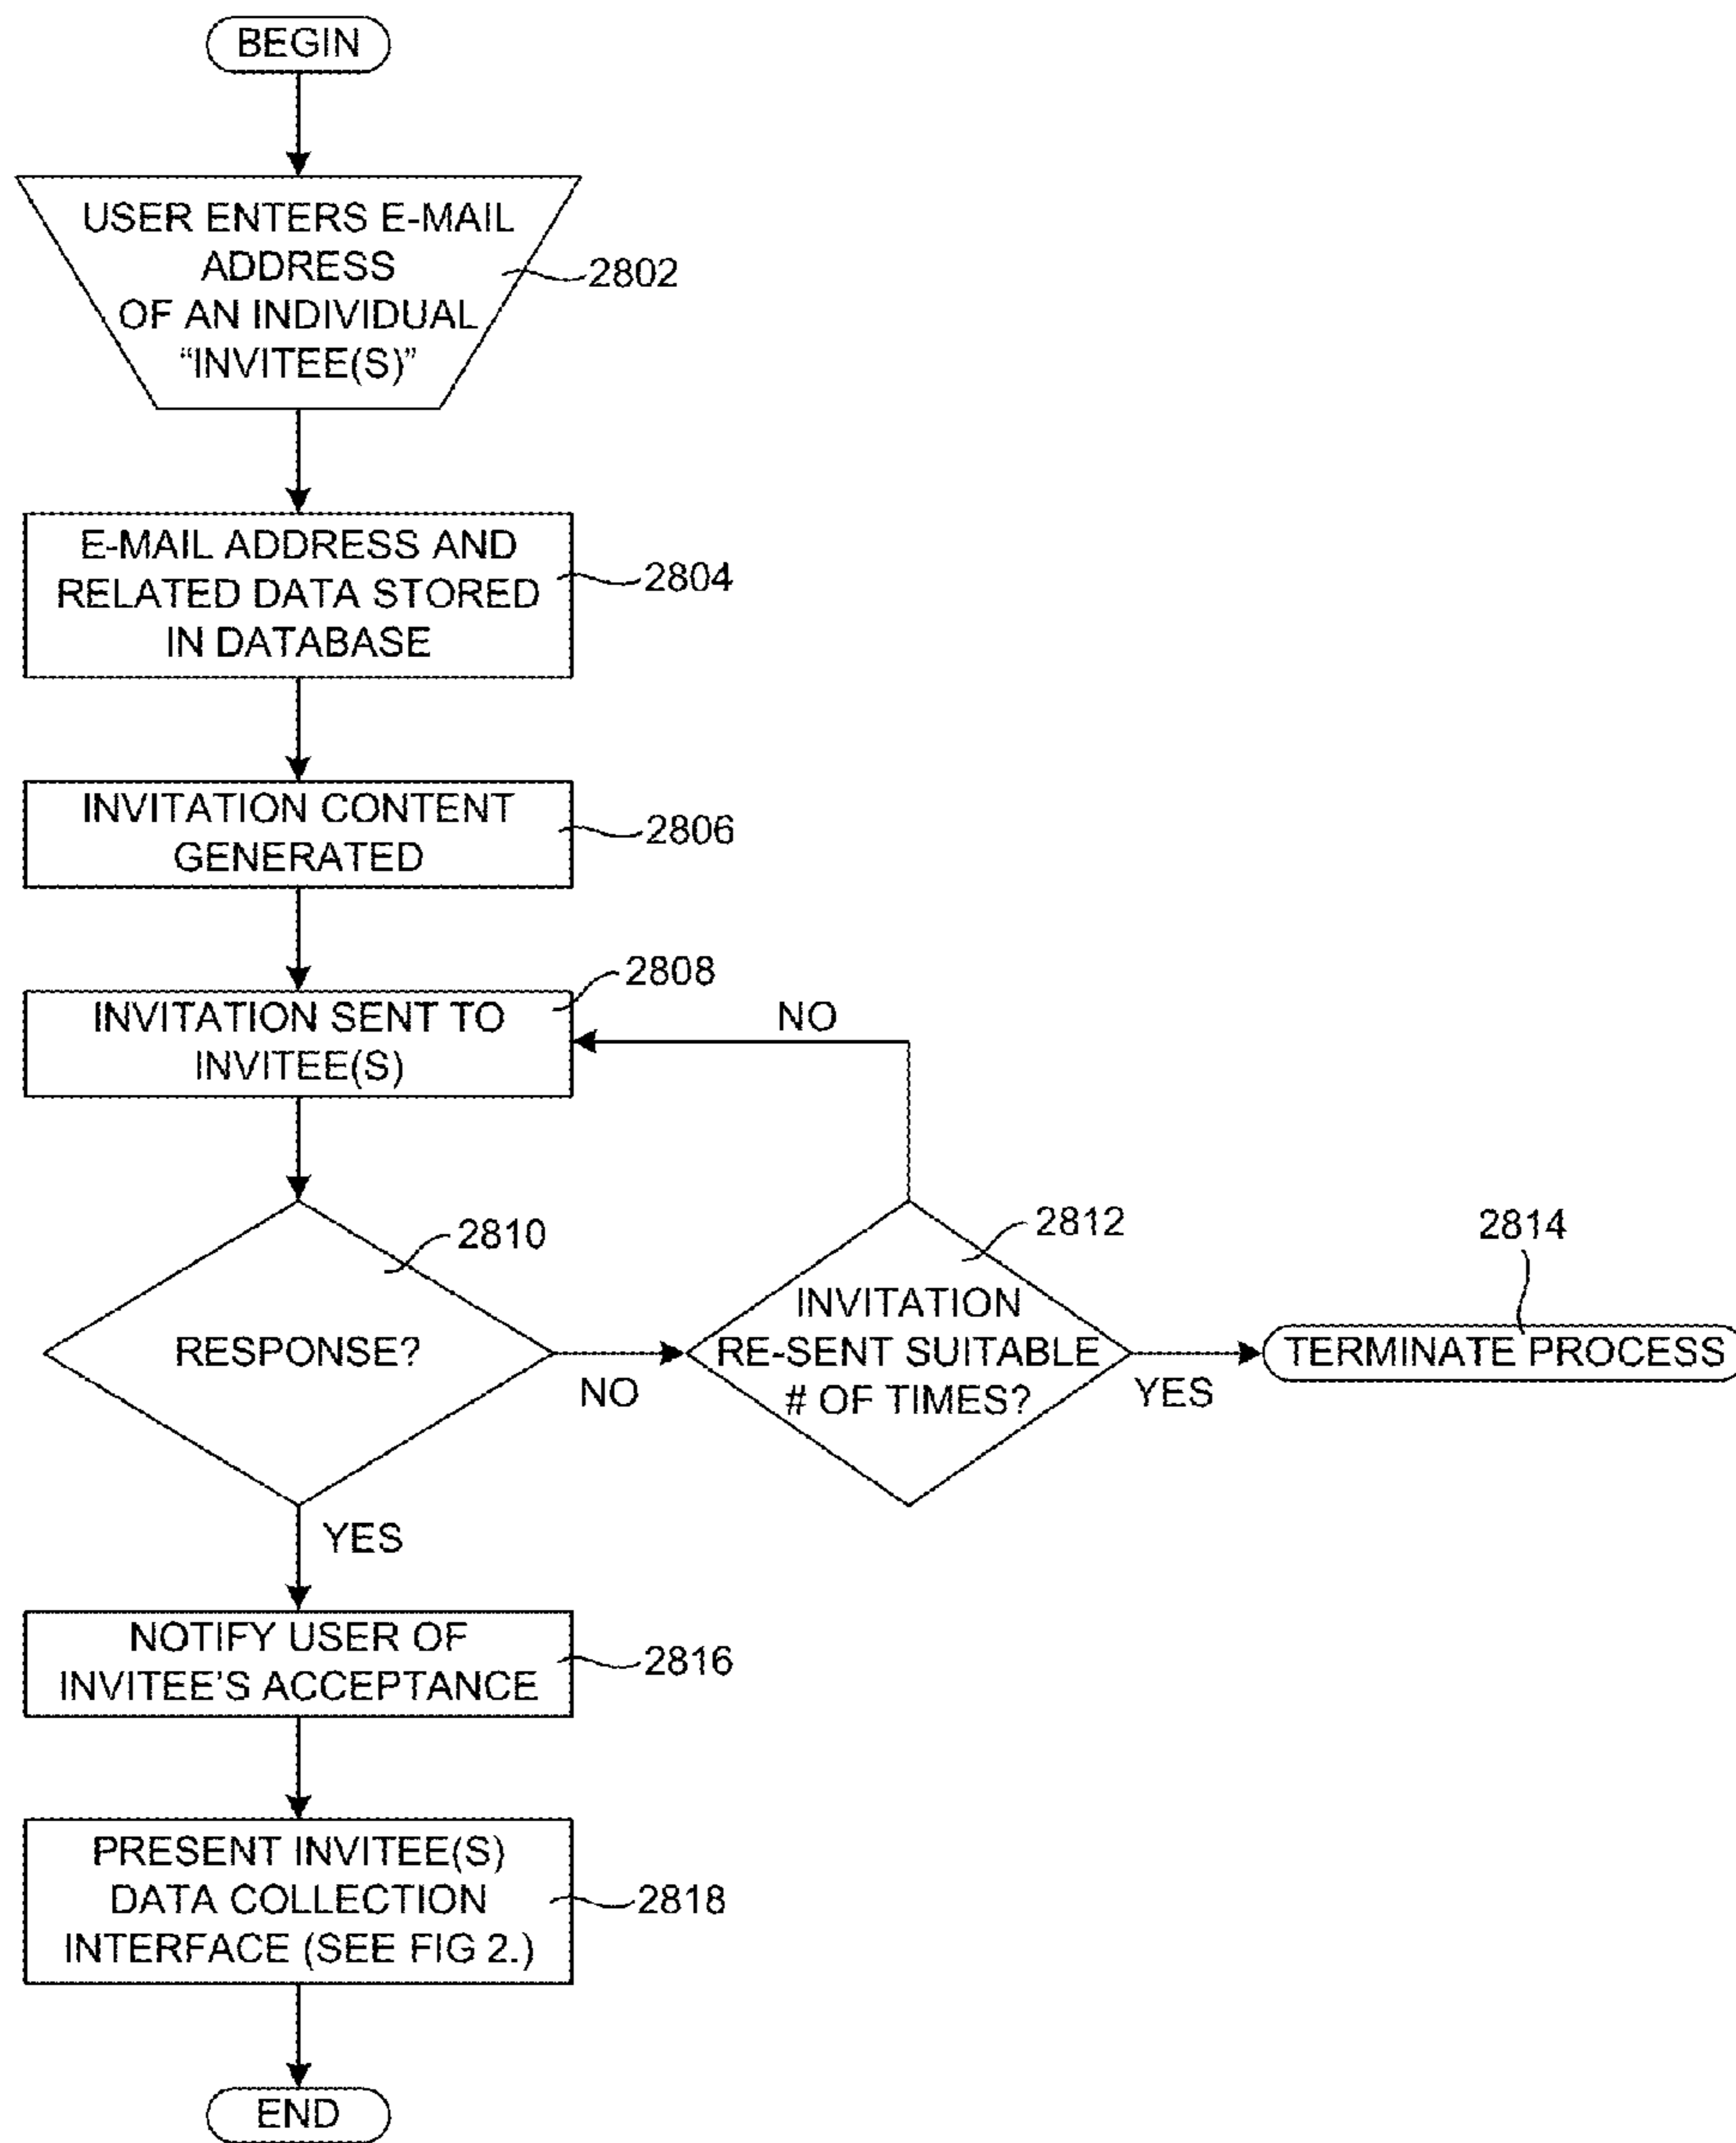 BEGIN
USER ENTERS E-MAIL
ADDRESS
OF AN INDIVIDUAL
“INVITEE(S)”
2802
E-MAIL ADDRESS AND
RELATED DATA STORED
IN DATABASE
2804
INVITATION CONTENT
GENERATED
2806
2808
INVITATION SENT TO
INVITEE(S)
NO
2810
RESPONSE?
NO
2812
INVITATION
RE-SENT SUITABLE
# OF TIMES?
YES
2814
TERMINATE PROCESS
YES
NOTIFY USER OF
INVITEE’S ACCEPTANCE
2816
PRESENT INVITEE(S)
DATA COLLECTION
INTERFACE (SEE FIG 2.)
2818
END